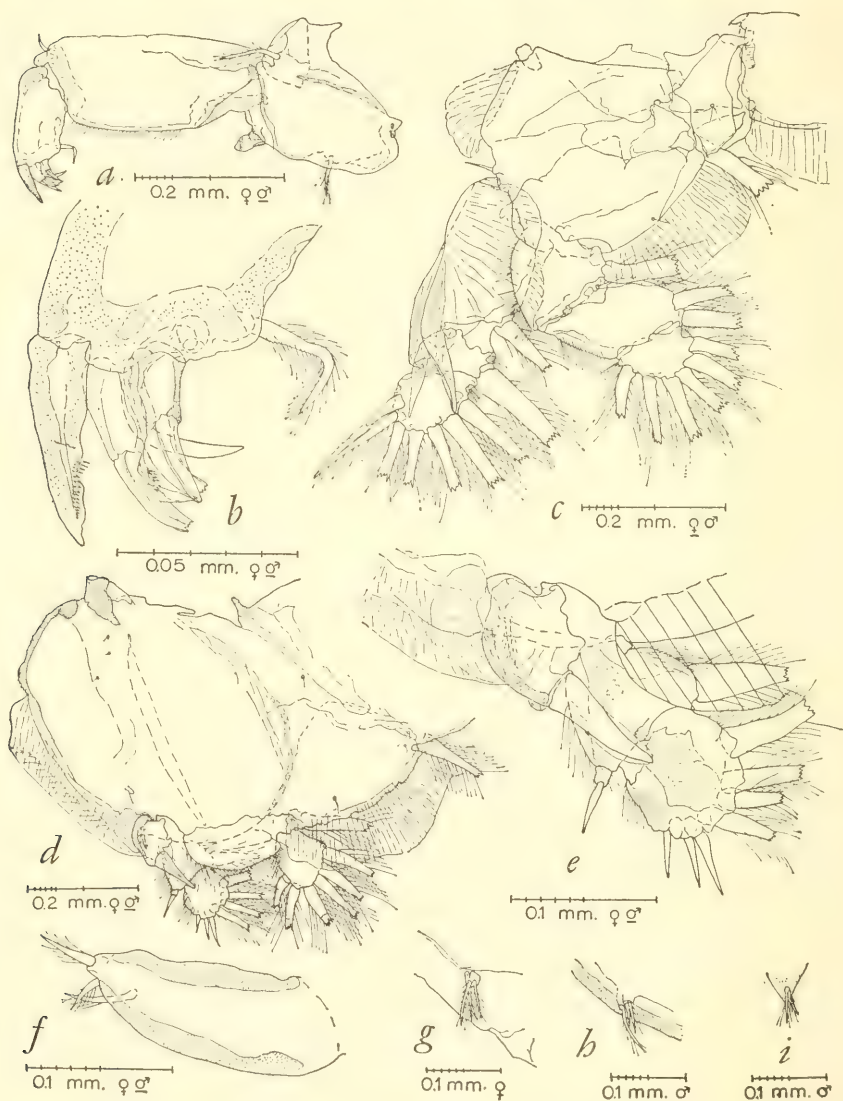 a.
0.2 mm. ♀ ♂
b
0.05 mm. ♀ ♂
c
0.2 mm. ♀ ♂
d
0.2 mm. ♀ ♂
e
0.1 mm. ♀ ♂
f
0.1 mm. ♀ ♂
g
0.1 mm. ♀
h
0.1 mm. ♂
i
0.1 mm. ♂